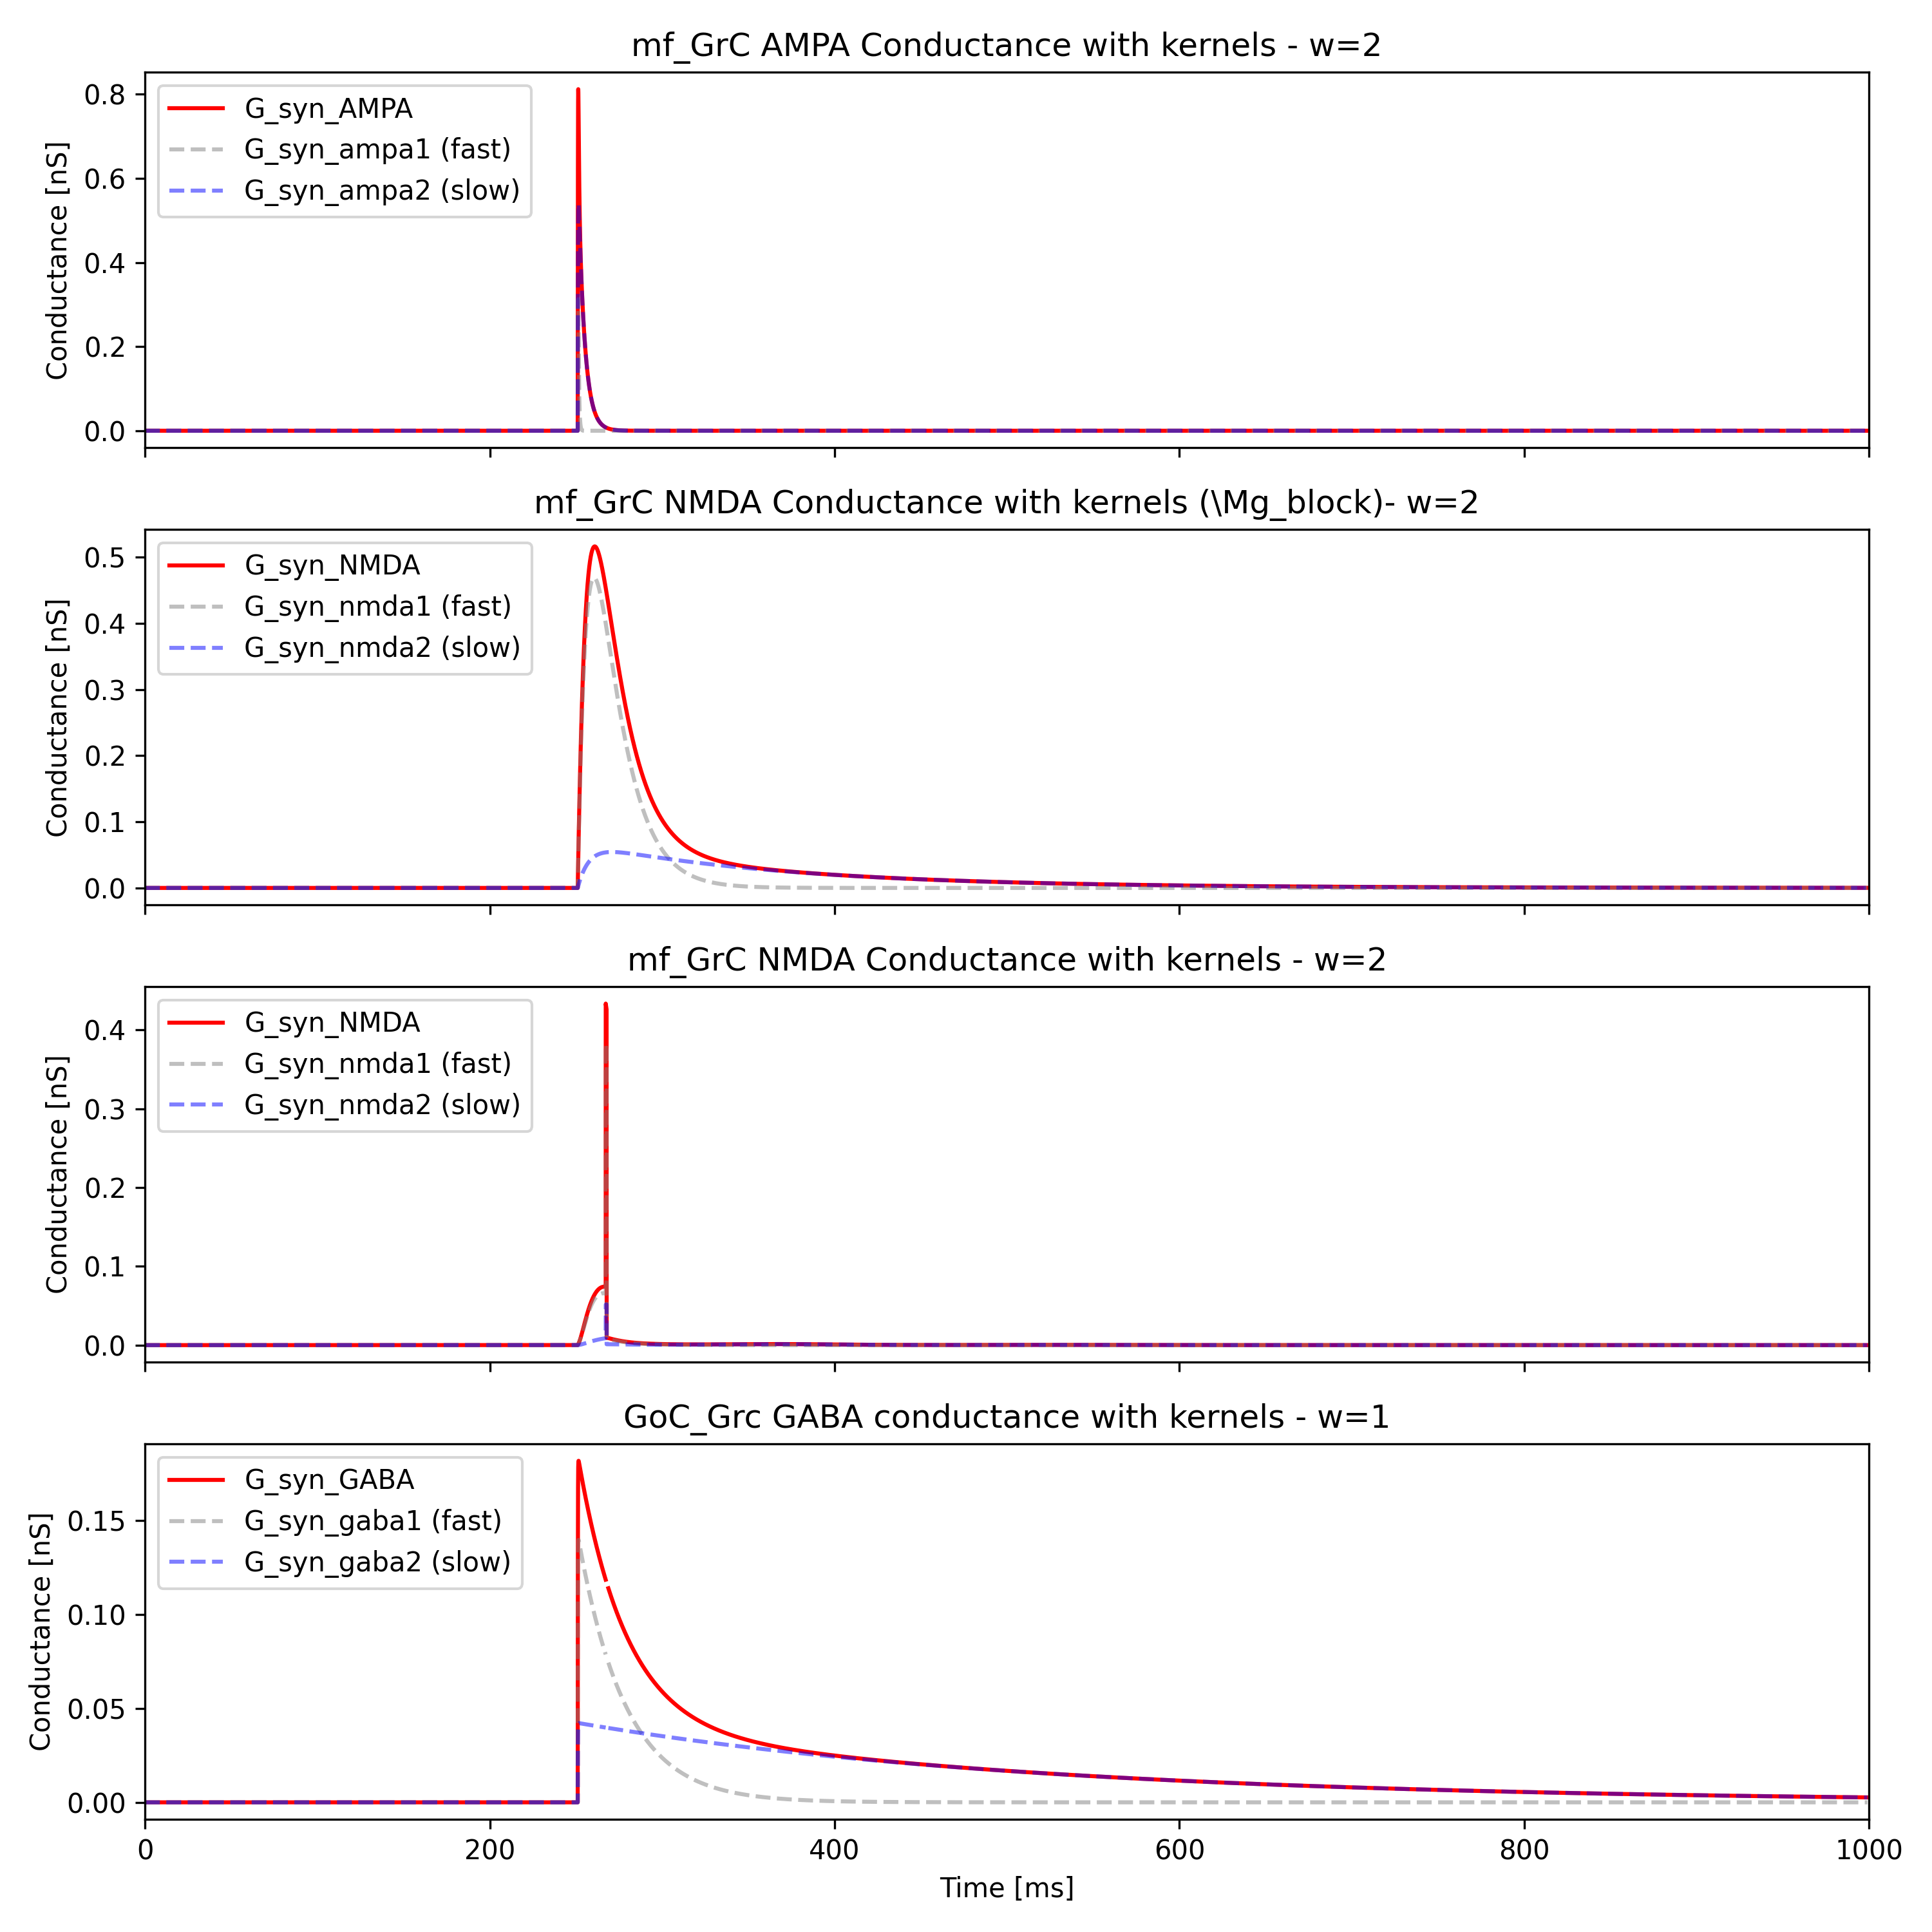 mf_GrC AMPA Conductance with kernels - w=2
Conductance [nS]
0.8
0.6
0.4
0.2
0.0
G_syn_AMPA
G_syn_ampa1 (fast)
G_syn_ampa2 (slow)
mf_GrC NMDA Conductance with kernels (\Mg_block)- w=2
Conductance [nS]
0.5
0.4
0.3
0.2
0.1
0.0
G_syn_NMDA
G_syn_nmda1 (fast)
G_syn_nmda2 (slow)
mf_GrC NMDA Conductance with kernels - w=2
Conductance [nS]
0.4
0.3
0.2
0.1
0.0
G_syn_NMDA
G_syn_nmda1 (fast)
G_syn_nmda2 (slow)
GoC_Grc GABA conductance with kernels - w=1
Conductance [nS]
0.15
0.10
0.05
0.00
G_syn_GABA
G_syn_gaba1 (fast)
G_syn_gaba2 (slow)
0 200 400 600 800 1000
Time [ms]